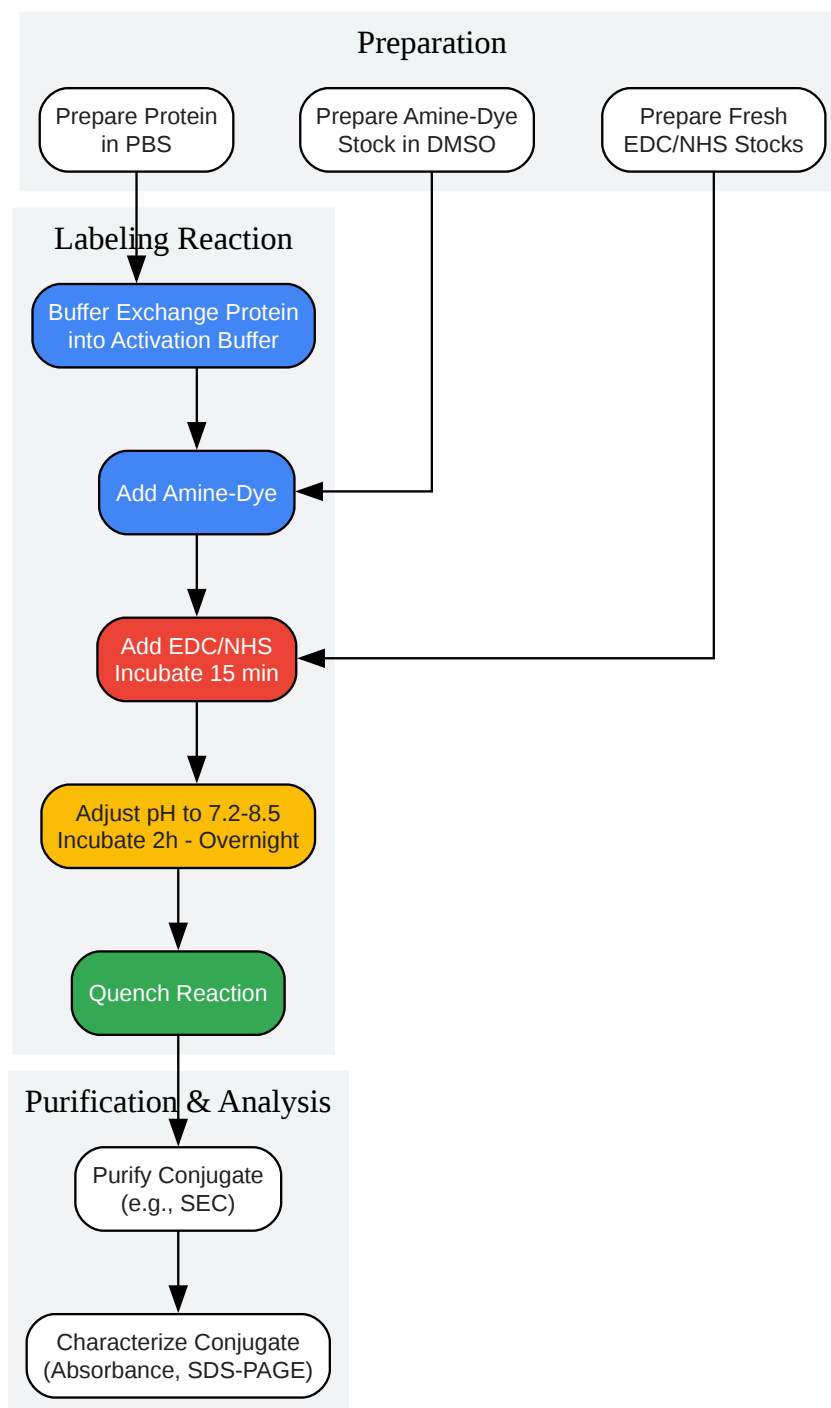 Preparation
Prepare Protein
in PBS
Prepare Amine-Dye
Stock in DMSO
Prepare Fresh
EDC/NHS Stocks
Labeling Reaction
Buffer Exchange Protein
into Activation Buffer
Add Amine-Dye
Add EDC/NHS
Incubate 15 min
Adjust pH to 7.2-8.5
Incubate 2h - Overnight
Quench Reaction
Purification & Analysis
Purify Conjugate
(e.g., SEC)
Characterize Conjugate
(Absorbance, SDS-PAGE)